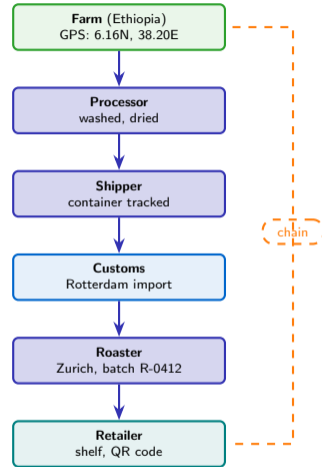 Farm (Ethiopia)
GPS: 6.16N, 38.20E
Processor
washed, dried
Shipper
container tracked
chain
Customs
Rotterdam import
Roaster
Zurich, batch R-0412
Retailer
shelf, QR code